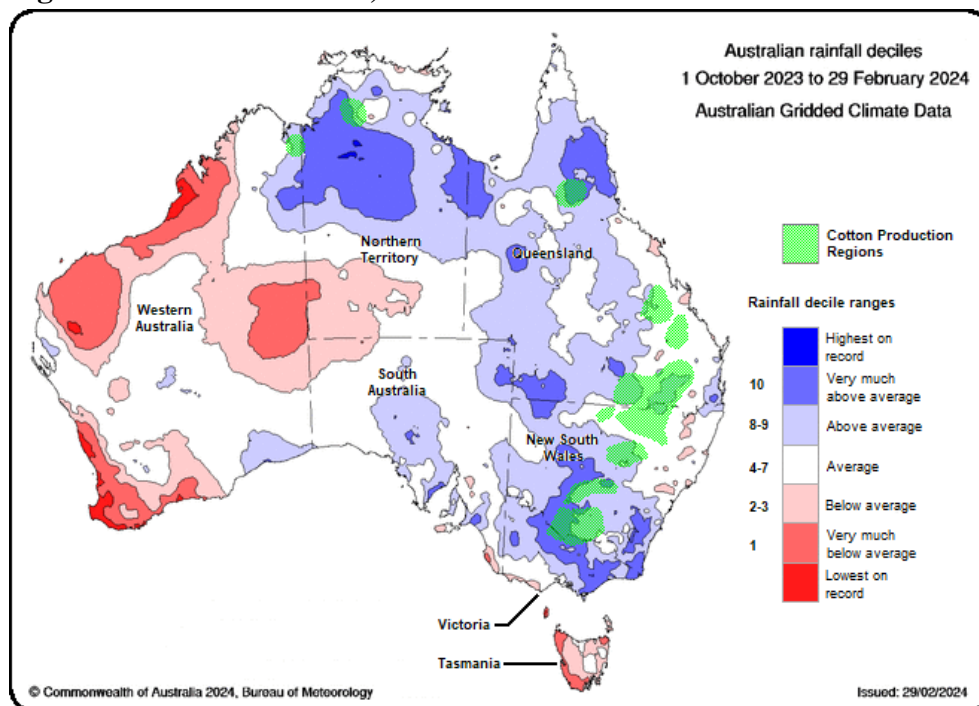 Australian rainfall deciles
1 October 2023 to 29 February 2024
Australian Gridded Climate Data
Northern
Territory
Queensland
Cotton Production
Regions
Western
Australia
Rainfall decile ranges
South
Australia
Highest on
record
10
Very much
above average
8-9
Above average
New South
Wales
4-7
Average
2-3
Below average
1
Very much
below average
Lowest on
record
Victoria
Tasmania
© Commonwealth of Australia 2024, Bureau of Meteorology
Issued: 29/02/2024